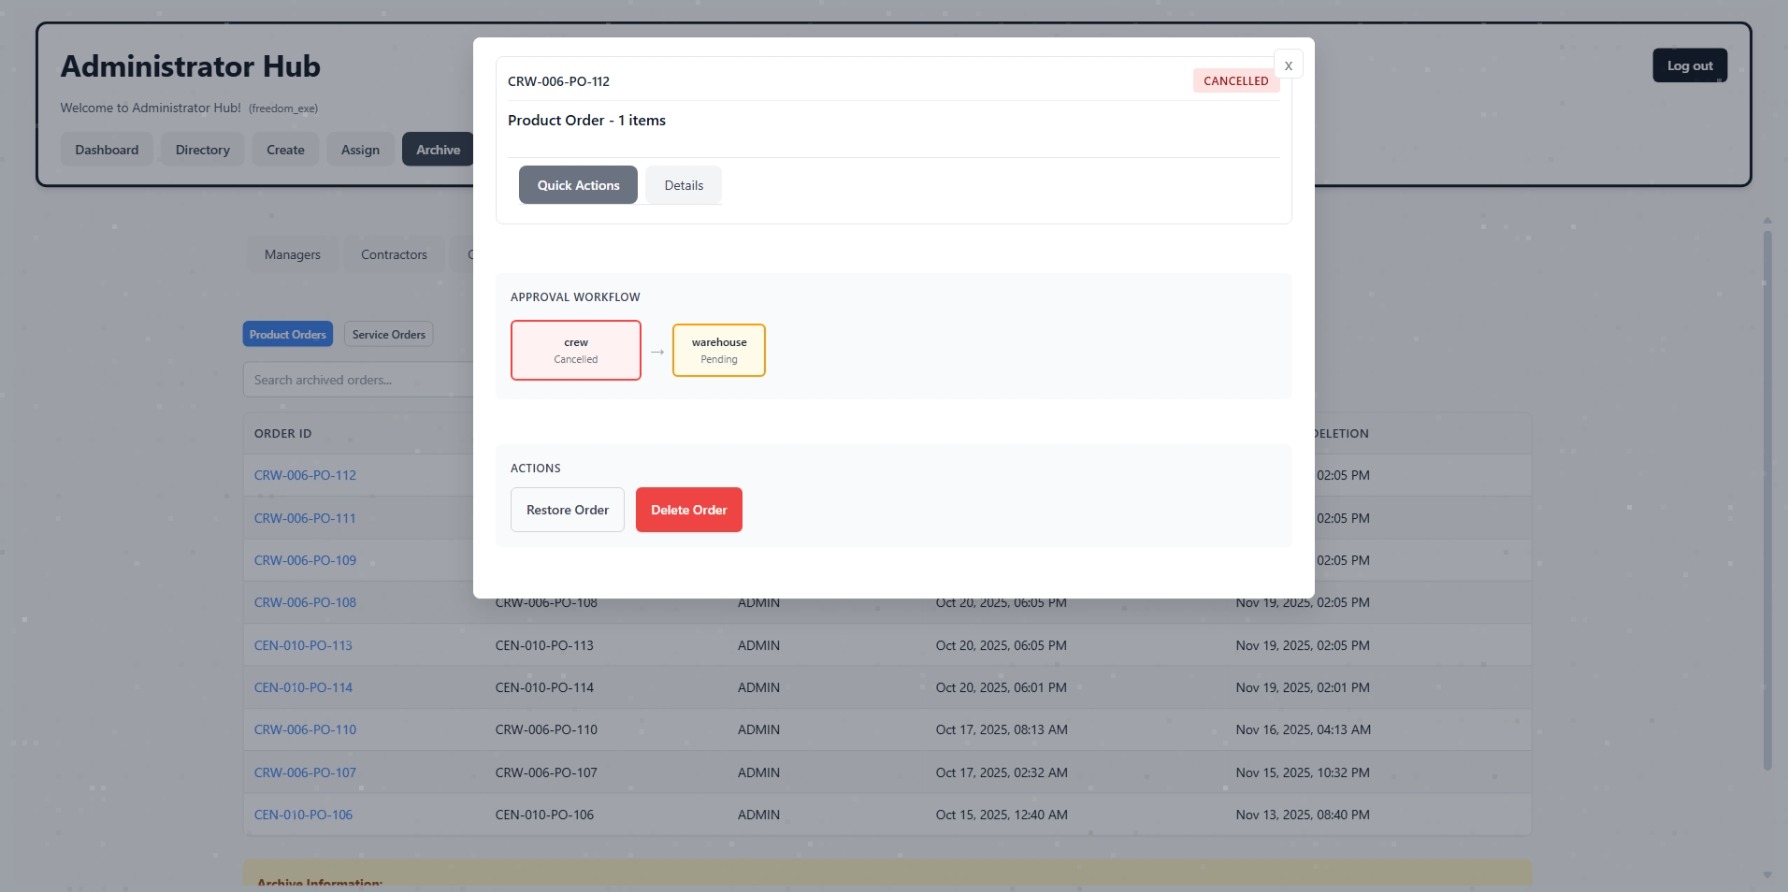 Administrator Hub
Log out
Welcome to Administrator Hub! (freedom_exe)
Dashboard Directory Create Assign Archive
CRW-006-PO-112 CANCELLED X
Product Order - 1 items
Quick Actions Details
Managers Contractors
APPROVAL WORKFLOW
crew → warehouse
Cancelled Pending
Product Orders Service Orders
Search archived orders...
ACTIONS
Restore Order Delete Order
ORDER ID DELETION
CRW-006-PO-112 02:05 PM
CRW-006-PO-111 02:05 PM
CRW-006-PO-109 02:05 PM
CRW-006-PO-108 CRW-006-PO-108 ADMIN Oct 20, 2025, 06:05 PM Nov 19, 2025, 02:05 PM
CEN-010-PO-113 CEN-010-PO-113 ADMIN Oct 20, 2025, 06:05 PM Nov 19, 2025, 02:05 PM
CEN-010-PO-114 CEN-010-PO-114 ADMIN Oct 20, 2025, 06:01 PM Nov 19, 2025, 02:01 PM
CRW-006-PO-110 CRW-006-PO-110 ADMIN Oct 17, 2025, 08:13 AM Nov 16, 2025, 04:13 AM
CRW-006-PO-107 CRW-006-PO-107 ADMIN Oct 17, 2025, 02:32 AM Nov 15, 2025, 10:32 PM
CEN-010-PO-106 CEN-010-PO-106 ADMIN Oct 15, 2025, 12:40 AM Nov 13, 2025, 08:40 PM
Archive Information: